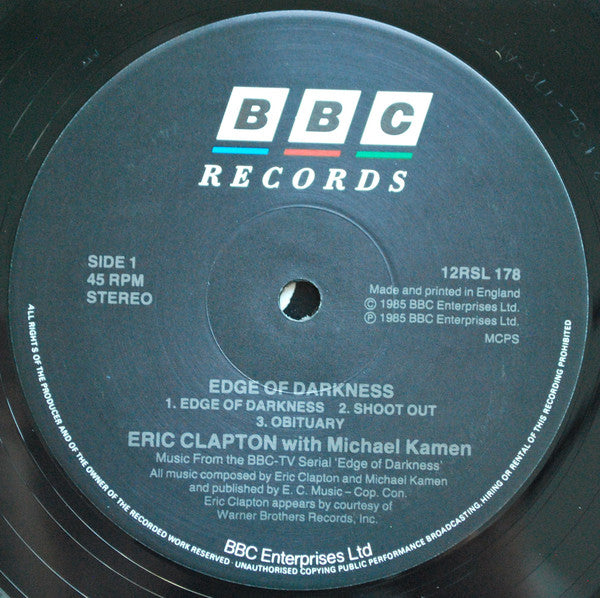 BBC
RECORDS
SIDE 1
45 RPM
STEREO
12RSL 178
Made and printed in England
© 1985 BBC Enterprises Ltd.
℗ 1985 BBC Enterprises Ltd.
MCPS
EDGE OF DARKNESS
1. EDGE OF DARKNESS 2. SHOOT OUT
3. OBITUARY
ERIC CLAPTON with Michael Kamen
Music From the BBC-TV Serial 'Edge of Darkness'
All music composed by Eric Clapton and Michael Kamen
and published by E. C. Music – Cop. Con.
Eric Clapton appears by courtesy of
Warner Brothers Records, Inc.
BBC Enterprises Ltd
ALL RIGHTS OF THE PRODUCER AND OF THE OWNER OF THE RECORDED WORK RESERVED · UNAUTHORISED COPYING PUBLIC PERFORMANCE BROADCASTING, HIRING OR RENTAL OF THIS RECORDING PROHIBITED